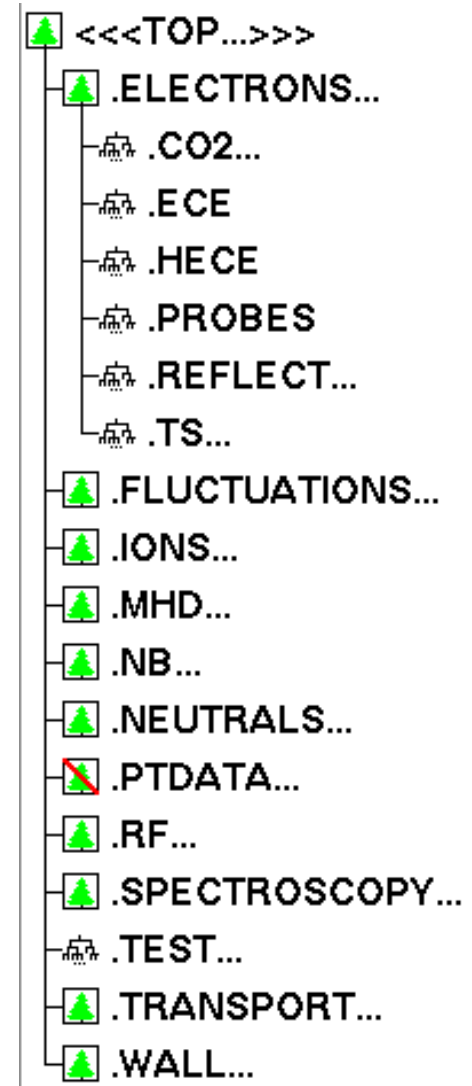 <<<TOP...>>>
.ELECTRONS...
.CO2...
.ECE
.HECE
.PROBES
.REFLECT...
.TS...
.FLUCTUATIONS...
.IONS...
.MHD...
.NB...
.NEUTRALS...
.PTDATA...
.RF...
.SPECTROSCOPY...
.TEST...
.TRANSPORT...
.WALL...